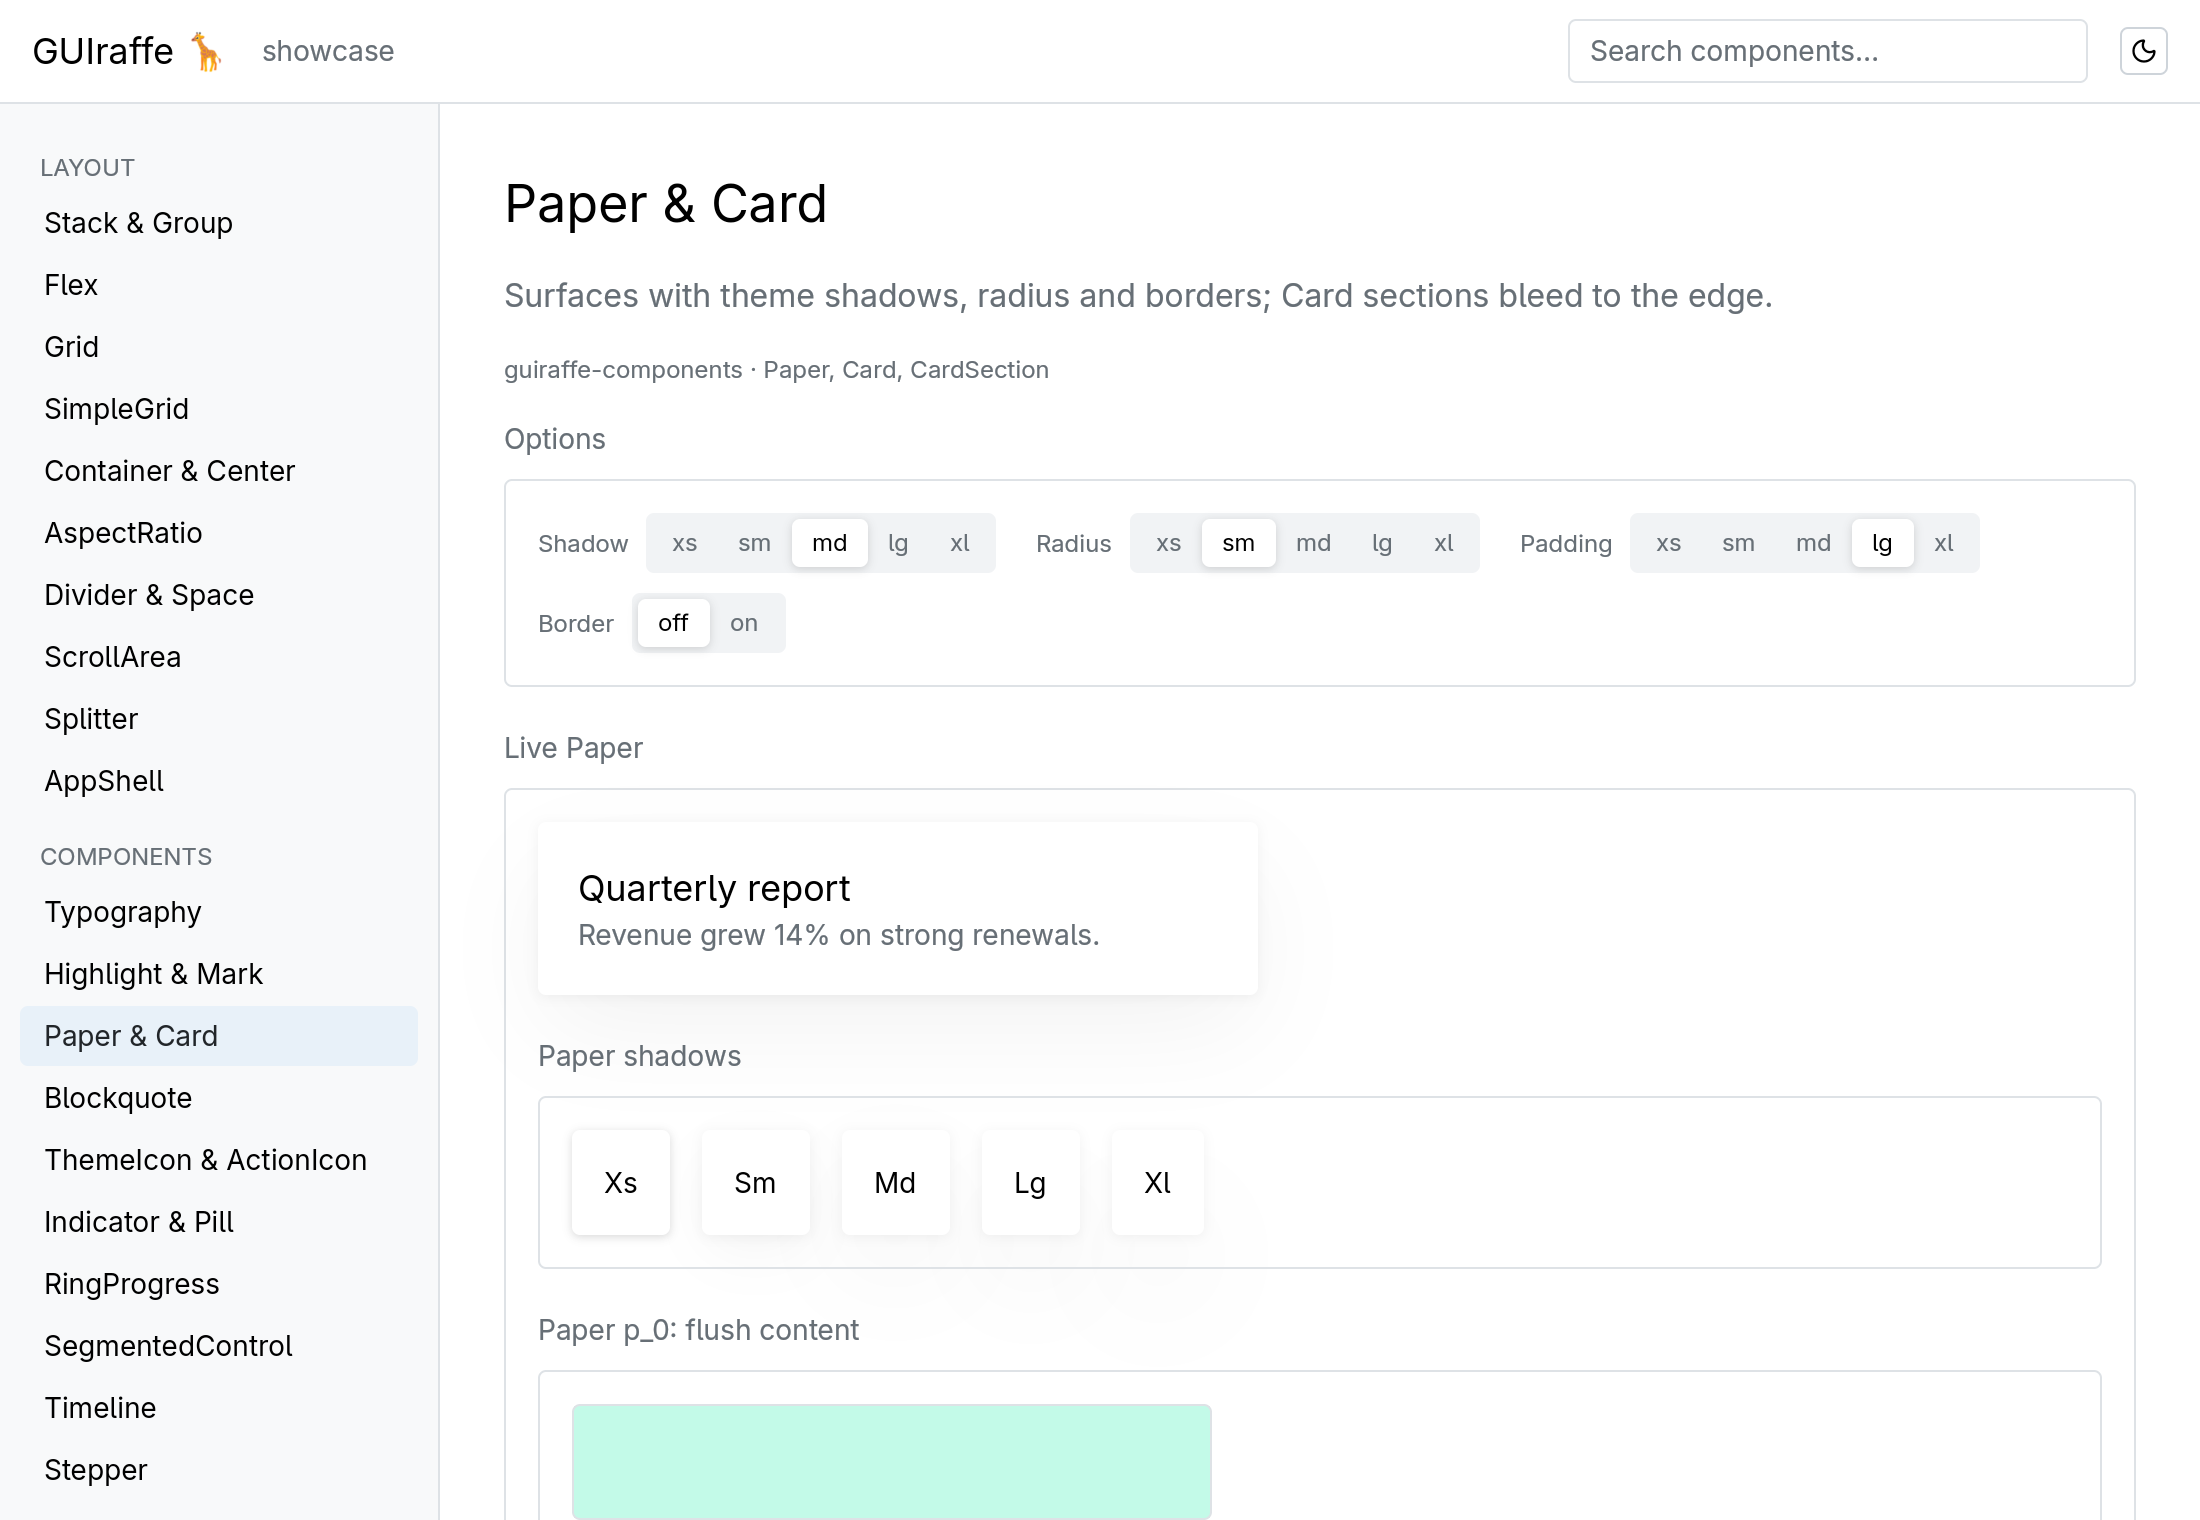 GUIraffe 🦒 showcase Search components...
LAYOUT
Stack & Group
Flex
Grid
SimpleGrid
Container & Center
AspectRatio
Divider & Space
ScrollArea
Splitter
AppShell
COMPONENTS
Typography
Highlight & Mark
Paper & Card
Blockquote
ThemeIcon & ActionIcon
Indicator & Pill
RingProgress
SegmentedControl
Timeline
Stepper
Paper & Card
Surfaces with theme shadows, radius and borders; Card sections bleed to the edge.
guiraffe-components · Paper, Card, CardSection
Options
Shadow xs sm md lg xl Radius xs sm md lg xl Padding xs sm md lg xl
Border off on
Live Paper
Quarterly report
Revenue grew 14% on strong renewals.
Paper shadows
Xs Sm Md Lg Xl
Paper p_0: flush content